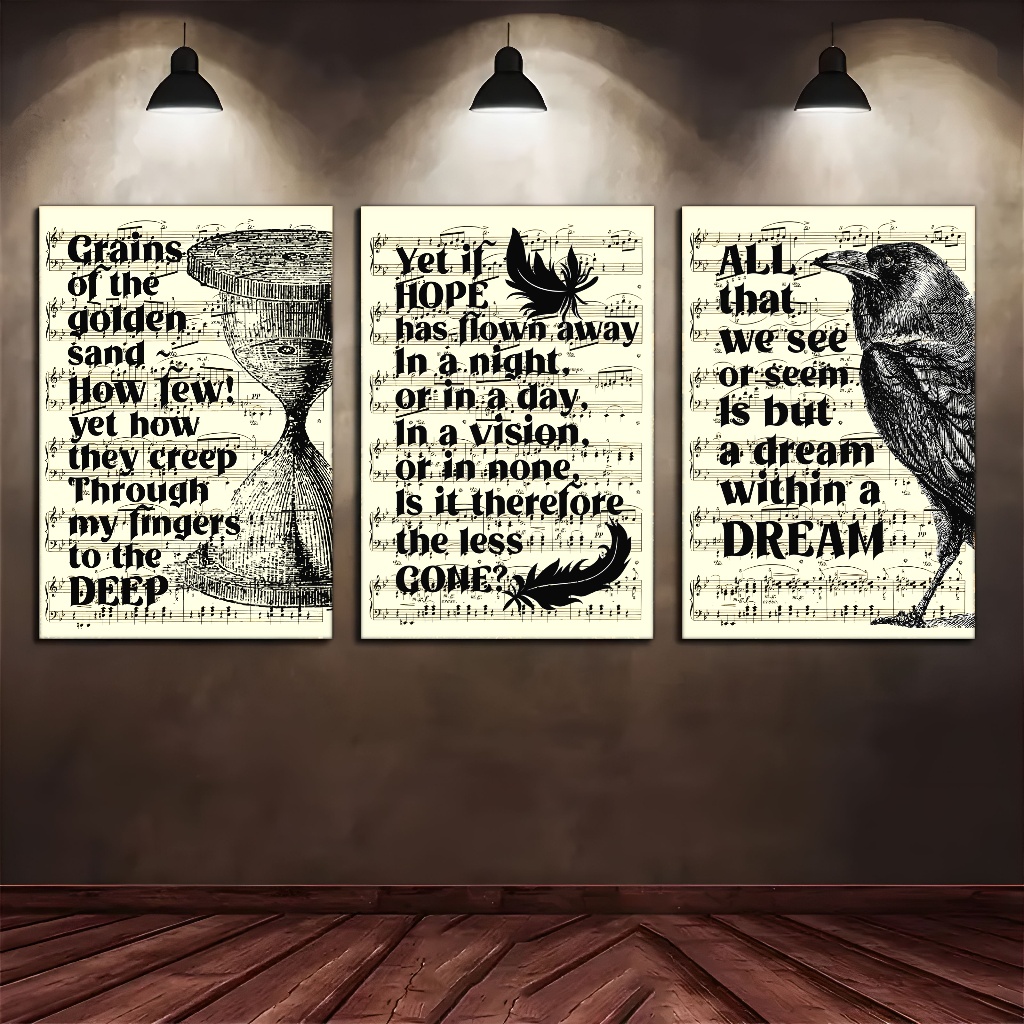 Grains
of the
golden
sand ~
How few!
yet how
they creep
Through
my fingers
to the
DEEP
Yet if
HOPE
has flown away
In a night,
or in a day,
In a vision,
or in none,
Is it therefore
the less
GONE?
ALL
that
we see
or seem
Is but
a dream
within a
DREAM